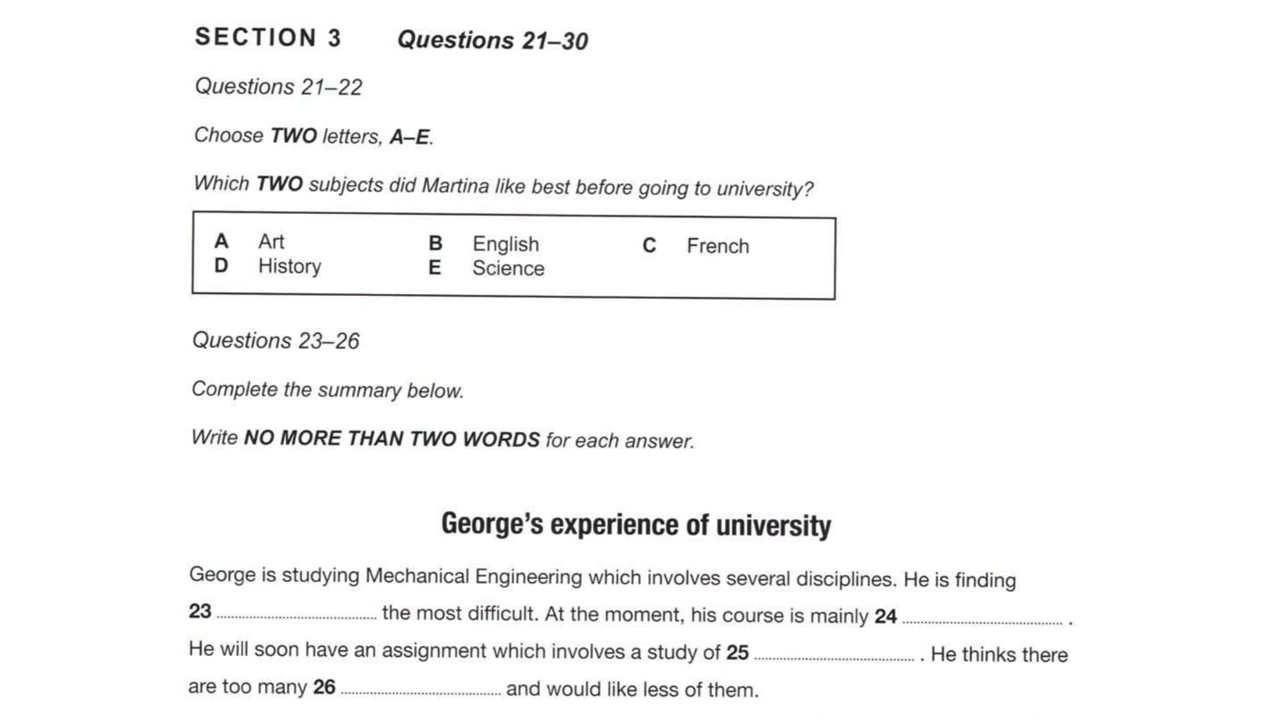 SECTION 3 Questions 21–30
Questions 21–22
Choose TWO letters, A–E.
Which TWO subjects did Martina like best before going to university?
A Art B English C French
D History E Science
Questions 23–26
Complete the summary below.
Write NO MORE THAN TWO WORDS for each answer.
George's experience of university
George is studying Mechanical Engineering which involves several disciplines. He is finding
23 .................................... the most difficult. At the moment, his course is mainly 24 .................................... .
He will soon have an assignment which involves a study of 25 .................................... . He thinks there
are too many 26 .................................... and would like less of them.